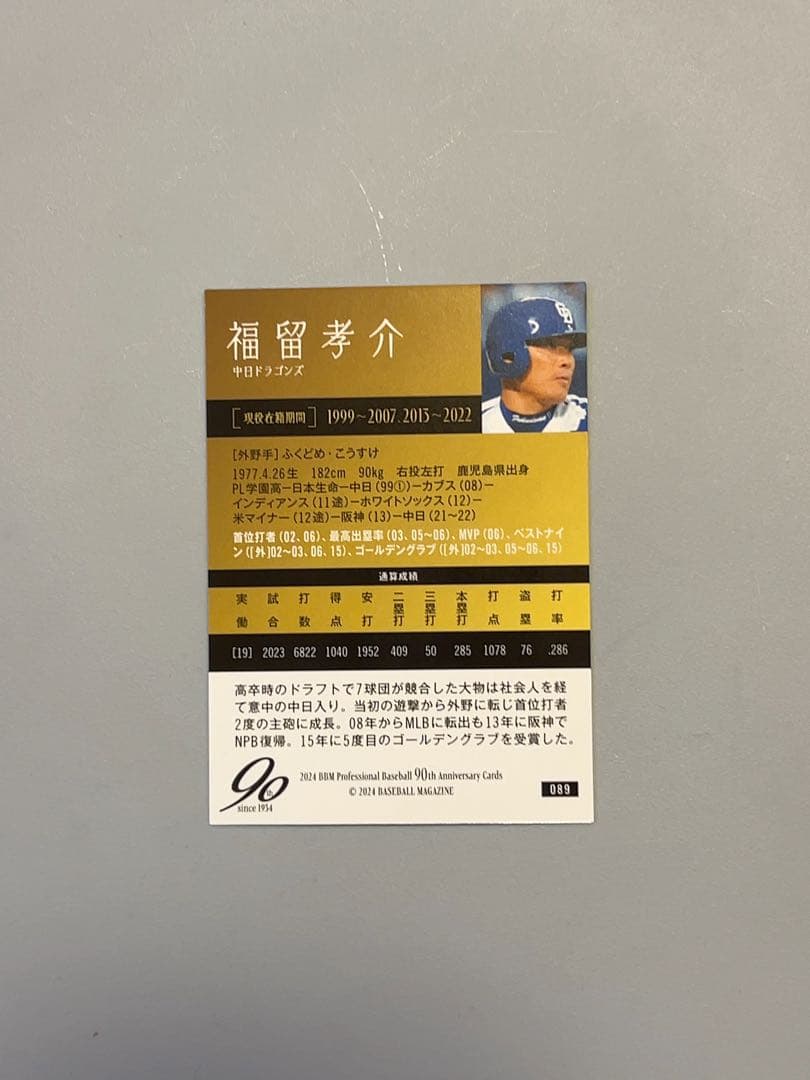 福留孝介
中日ドラゴンズ
[現役在籍期間] 1999～2007、2013～2022
[外野手]ふくどめ・こうすけ
1977.4.26生 182cm 90kg 右投左打 鹿児島県出身
PL学園高ー日本生命ー中日(99①)ーカブス(08)ー
インディアンス(11途)ーホワイトソックス(12)ー
米マイナー(12途)ー阪神(13)ー中日(21～22)
首位打者(02、06)、最高出塁率(03、05～06)、MVP(06)、ベストナイ
ン([外]02～03、06、15)、ゴールデングラブ([外]02～03、05～06、15)
通算成績
実働 試合 打数 得点 安打 二塁打 三塁打 本塁打 打点 盗塁 打率
[19] 2023 6822 1040 1952 409 50 285 1078 76 .286
高卒時のドラフトで7球団が競合した大物は社会人を経
て意中の中日入り。当初の遊撃から外野に転じ首位打者
2度の主砲に成長。08年からMLBに転出も13年に阪神で
NPB復帰。15年に5度目のゴールデングラブを受賞した。
90th
since 1934
2024 BBM Professional Baseball 90th Anniversary Cards
© 2024 BASEBALL MAGAZINE
089